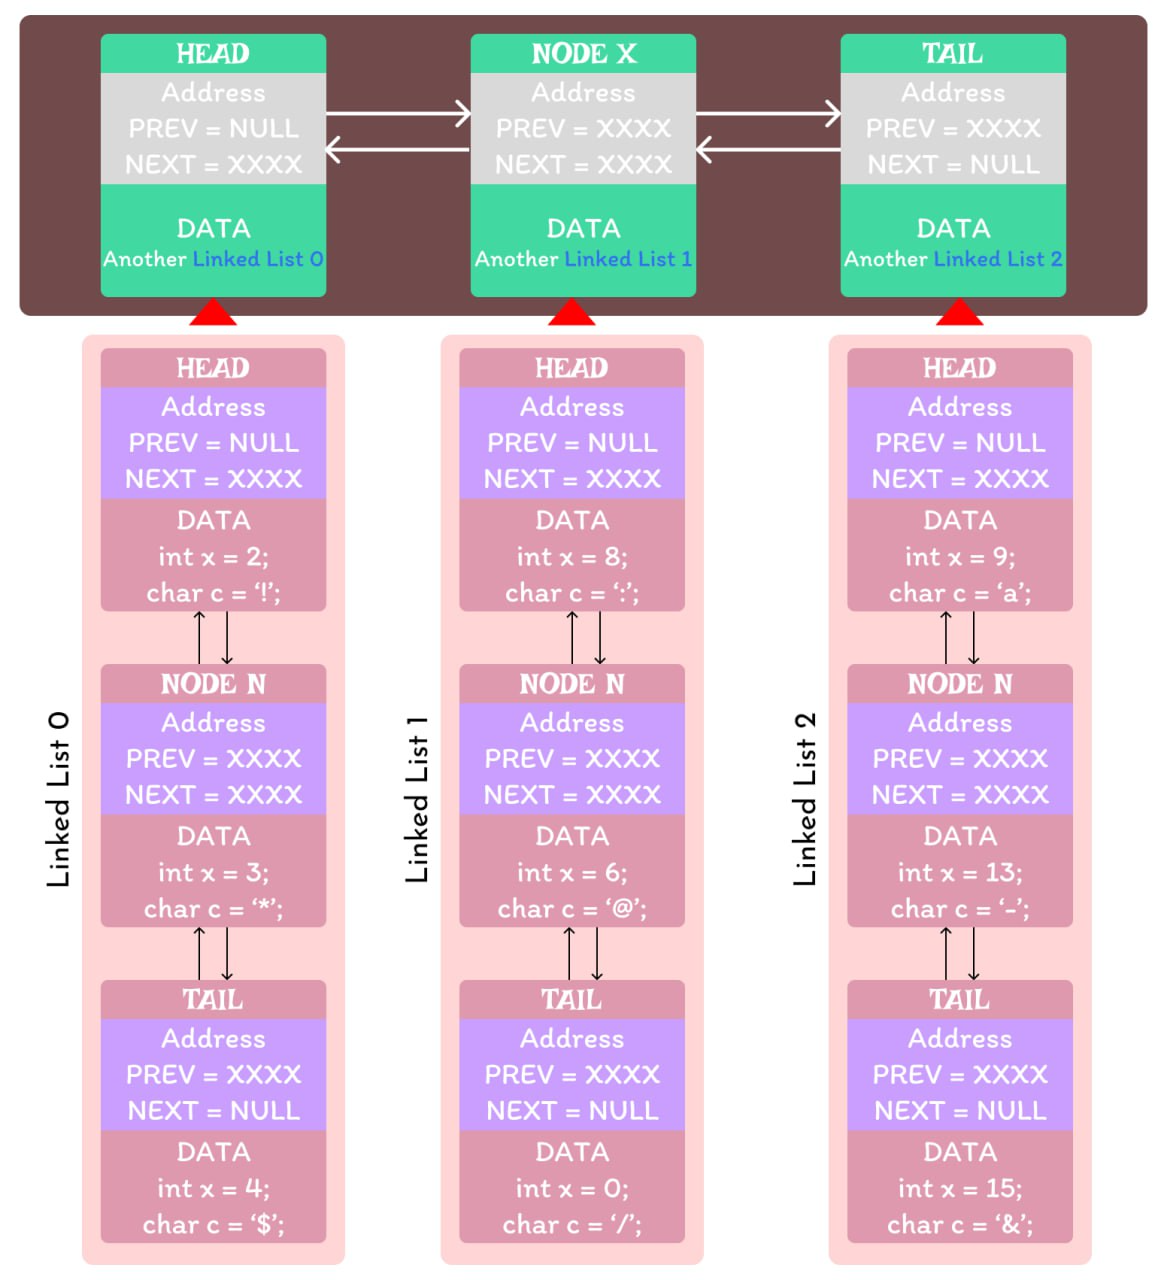 HEAD
Address
PREV = NULL
NEXT = XXXX
DATA
Another Linked List 0
NODE X
Address
PREV = XXXX
NEXT = XXXX
DATA
Another Linked List 1
TAIL
Address
PREV = XXXX
NEXT = NULL
DATA
Another Linked List 2
Linked List 0
HEAD
Address
PREV = NULL
NEXT = XXXX
DATA
int x = 2;
char c = ‘!’;
NODE N
Address
PREV = XXXX
NEXT = XXXX
DATA
int x = 3;
char c = ‘*’;
TAIL
Address
PREV = XXXX
NEXT = NULL
DATA
int x = 4;
char c = ‘$’;
Linked List 1
HEAD
Address
PREV = NULL
NEXT = XXXX
DATA
int x = 8;
char c = ‘:’;
NODE N
Address
PREV = XXXX
NEXT = XXXX
DATA
int x = 6;
char c = ‘@’;
TAIL
Address
PREV = XXXX
NEXT = NULL
DATA
int x = 0;
char c = ‘/’;
Linked List 2
HEAD
Address
PREV = NULL
NEXT = XXXX
DATA
int x = 9;
char c = ‘a’;
NODE N
Address
PREV = XXXX
NEXT = XXXX
DATA
int x = 13;
char c = ‘-’;
TAIL
Address
PREV = XXXX
NEXT = NULL
DATA
int x = 15;
char c = ‘&’;